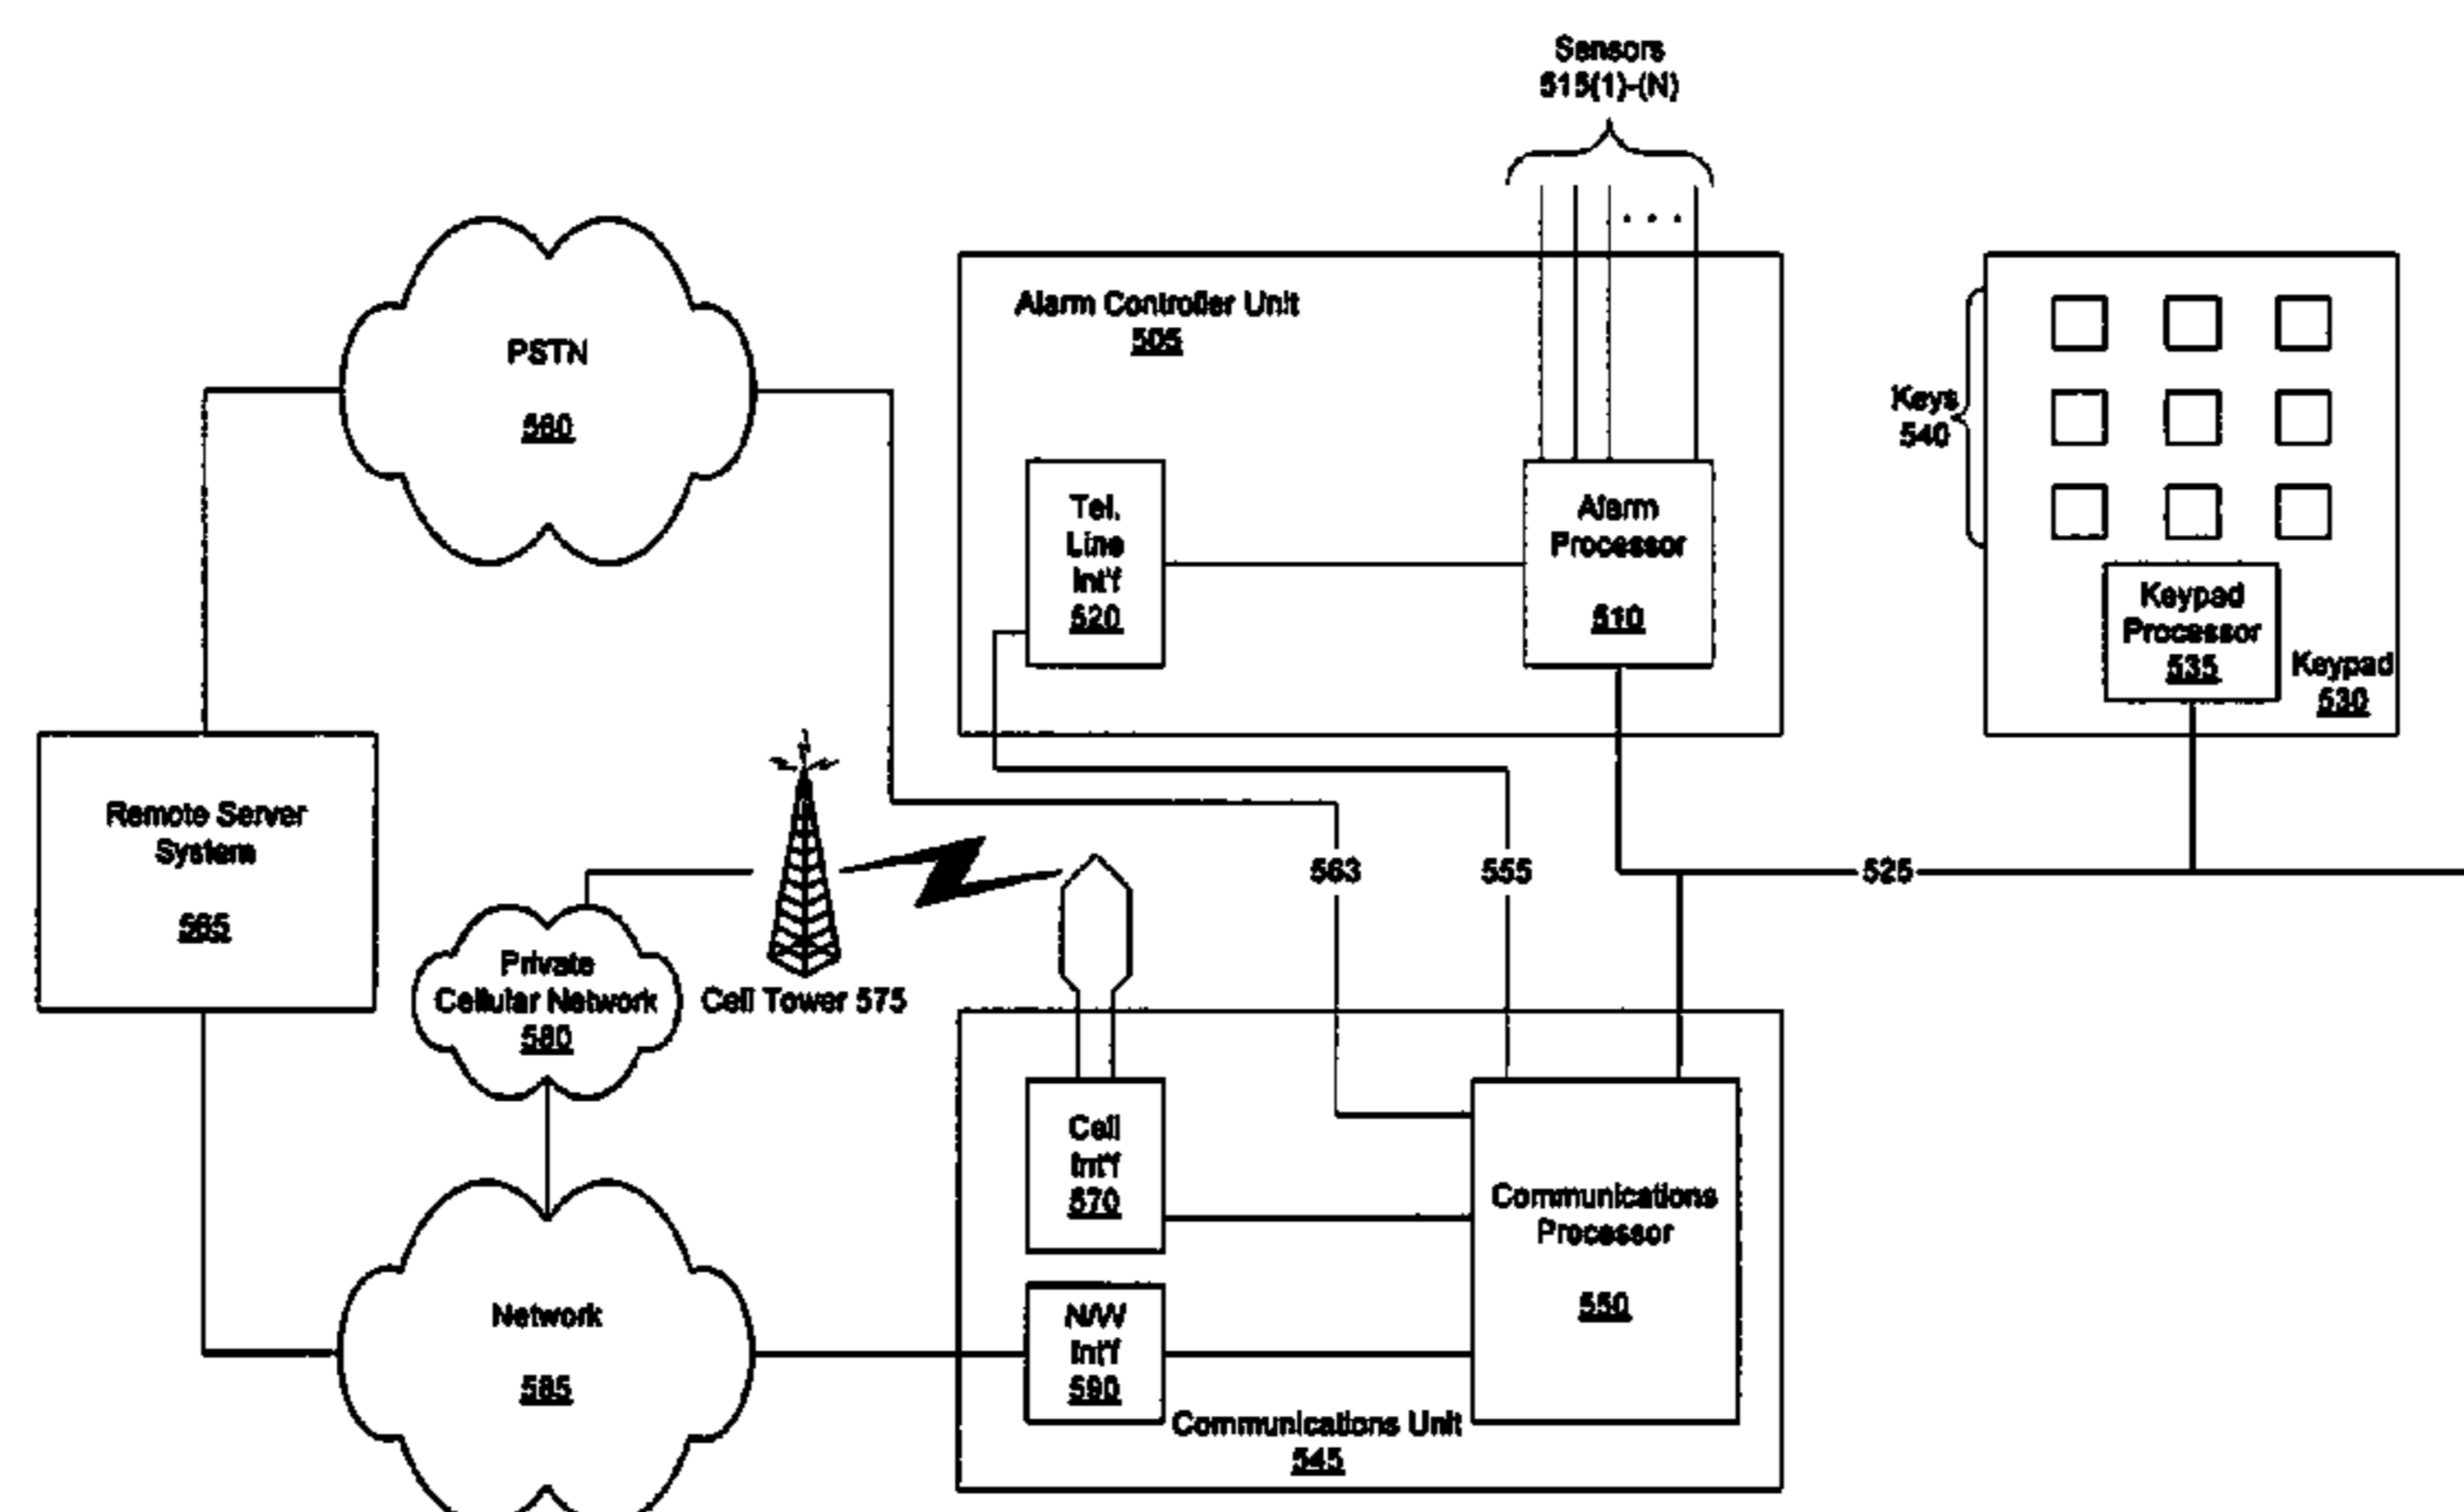 Sensors
515(1)-(N)
Alarm Controller Unit
505
PSTN
560
Keys
540
Tel.
Line
Int'f
520
Alarm
Processor
510
Keypad
Processor
535
Keypad
530
Remote Server
System
565
563
555
525
Private
Cellular Network
580
Cell Tower 575
Cell
Int'f
570
Communications
Processor
550
Network
585
N/W
Int'f
590
Communications Unit
545